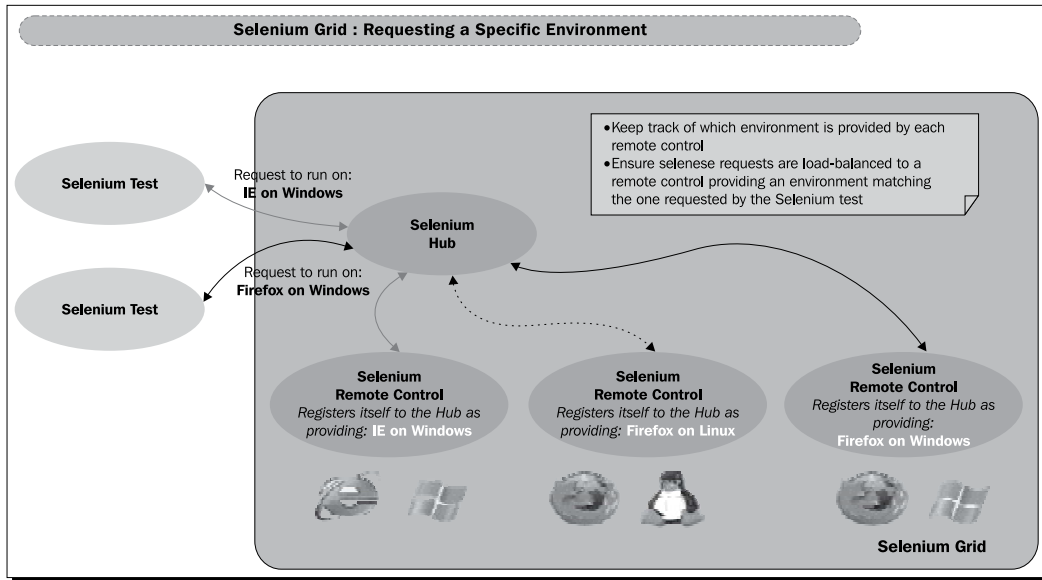 Selenium Grid : Requesting a Specific Environment
•Keep track of which environment is provided by each
remote control
•Ensure selenese requests are load-balanced to a
remote control providing an environment matching
the one requested by the Selenium test
Selenium Test
Request to run on:
IE on Windows
Selenium
Hub
Selenium Test
Request to run on:
Firefox on Windows
Selenium
Remote Control
Registers itself to the Hub as
providing: IE on Windows
Selenium
Remote Control
Registers itself to the Hub as
providing: Firefox on Linux
Selenium
Remote Control
Registers itself to the Hub as
providing:
Firefox on Windows
Selenium Grid